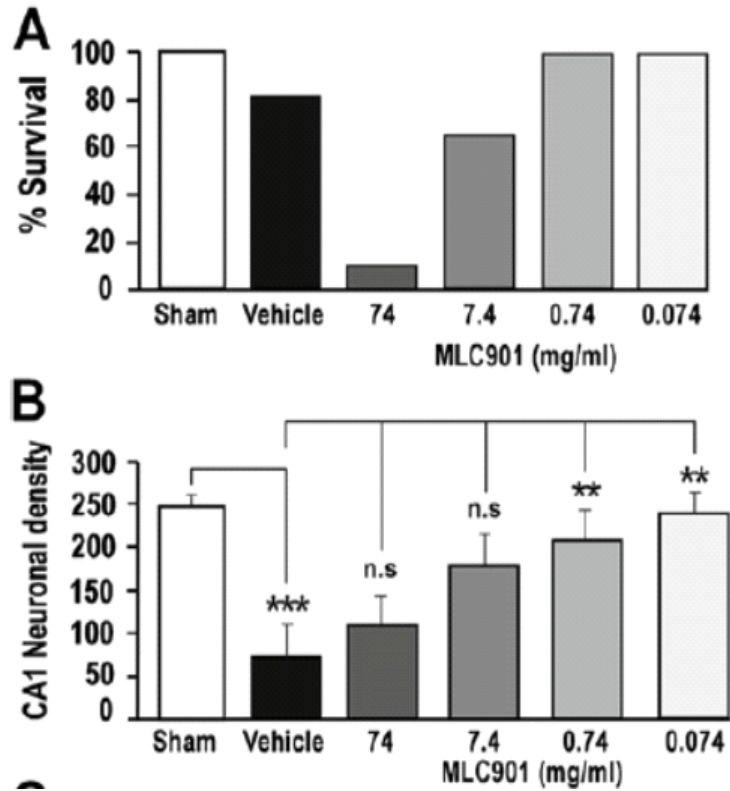 A
% Survival
100
80
60
40
20
0
Sham Vehicle 74 7.4 0.74 0.074
MLC901 (mg/ml)
B
CA1 Neuronal density
300
250
200
150
100
50
0
*** n.s n.s ** **
Sham Vehicle 74 7.4 0.74 0.074
MLC901 (mg/ml)